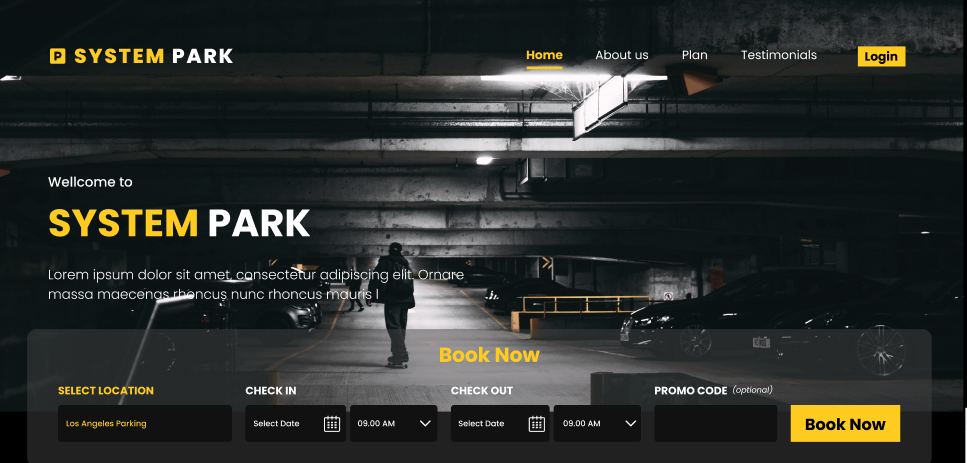 P SYSTEM PARK
Home About us Plan Testimonials Login
Wellcome to
SYSTEM PARK
Lorem ipsum dolor sit amet, consectetur adipiscing elit. Ornare
massa maecenas rhoncus nunc rhoncus mauris l
Book Now
SELECT LOCATION CHECK IN CHECK OUT PROMO CODE (optional)
Los Angeles Parking Select Date 09.00 AM Select Date 09.00 AM Book Now